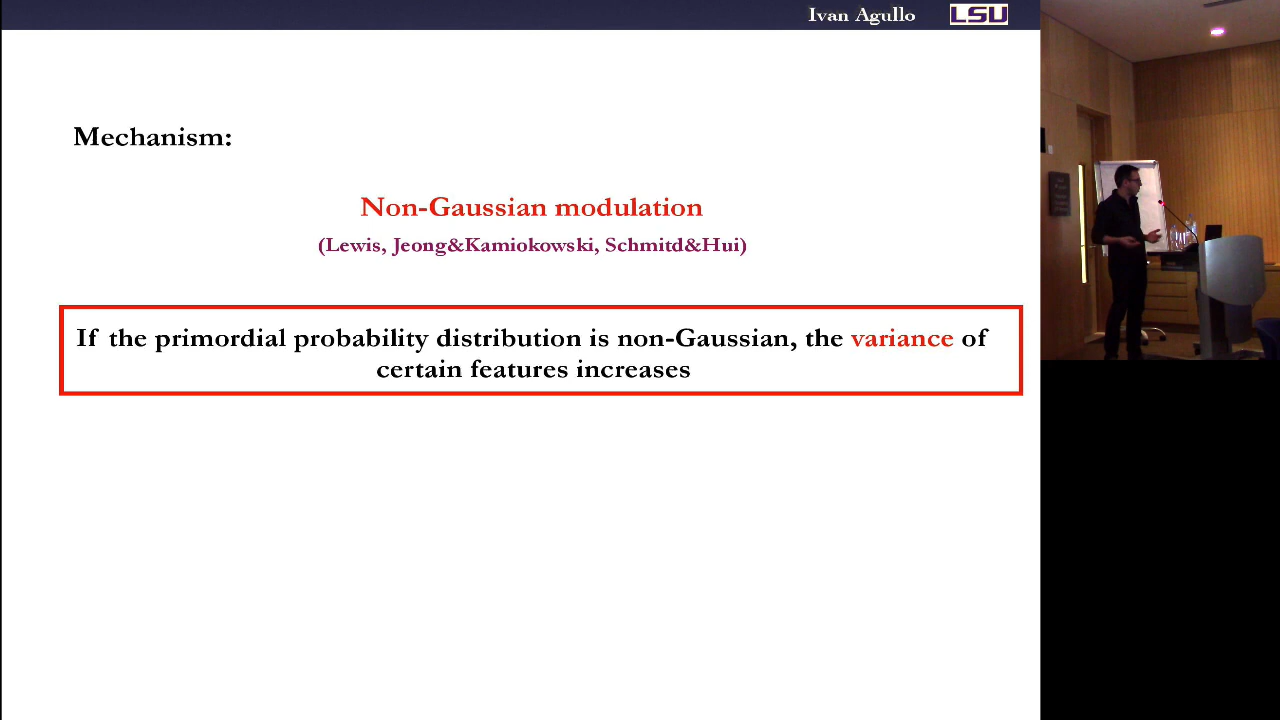 Ivan Agullo LSU
Mechanism:
Non-Gaussian modulation
(Lewis, Jeong&Kamiokowski, Schmitd&Hui)
If the primordial probability distribution is non-Gaussian, the variance of
certain features increases